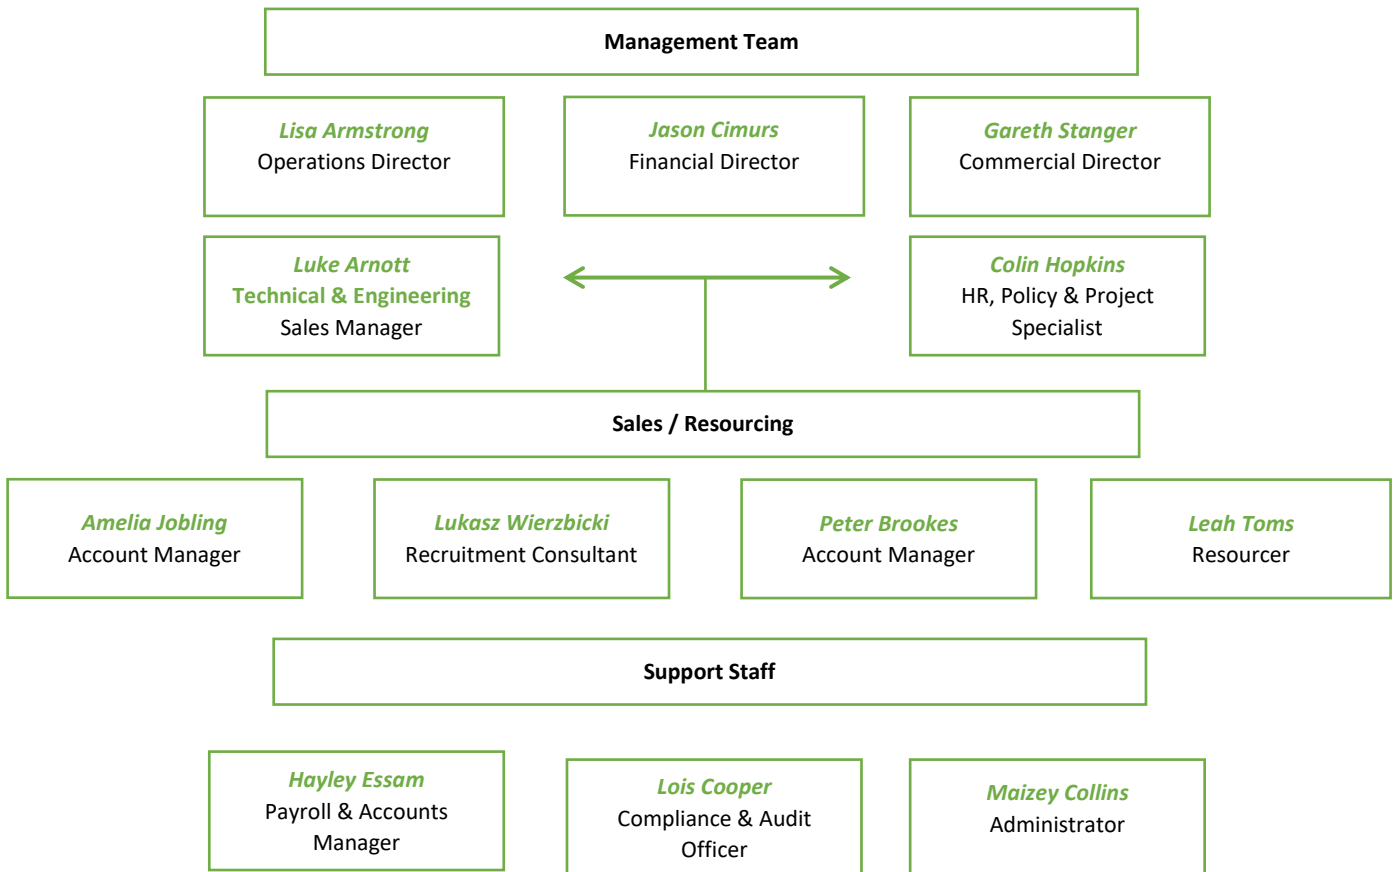 Management Team
Lisa Armstrong
Operations Director
Jason Cimurs
Financial Director
Gareth Stanger
Commercial Director
Luke Arnott
Technical & Engineering
Sales Manager
Colin Hopkins
HR, Policy & Project
Specialist
Sales / Resourcing
Amelia Jobling
Account Manager
Lukasz Wierzbicki
Recruitment Consultant
Peter Brookes
Account Manager
Leah Toms
Resourcer
Support Staff
Hayley Essam
Payroll & Accounts
Manager
Lois Cooper
Compliance & Audit
Officer
Maizey Collins
Administrator